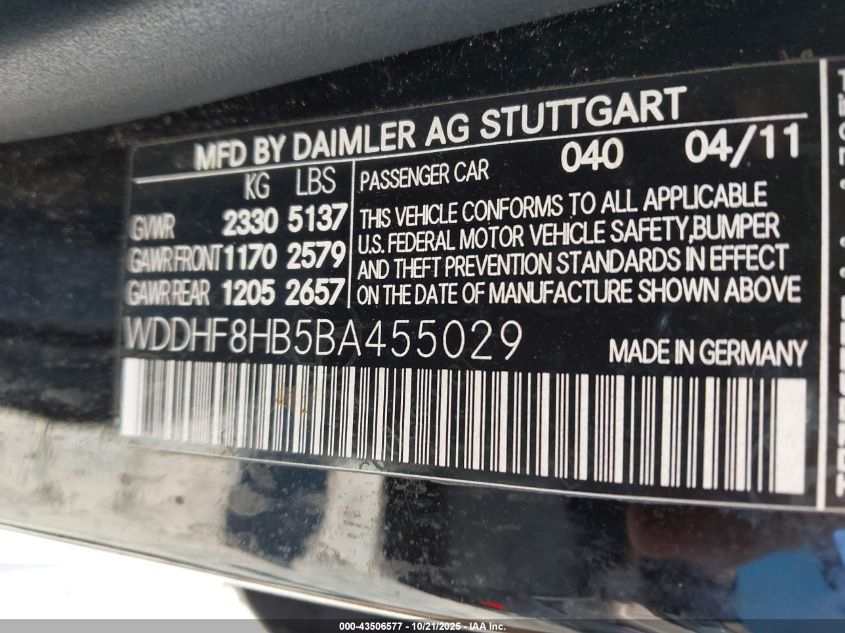 MFD BY DAIMLER AG STUTTGART
KG LBS
GVWR 2330 5137
GAWR FRONT 1170 2579
GAWR REAR 1205 2657
PASSENGER CAR 040 04/11
THIS VEHICLE CONFORMS TO ALL APPLICABLE
U.S. FEDERAL MOTOR VEHICLE SAFETY, BUMPER
AND THEFT PREVENTION STANDARDS IN EFFECT
ON THE DATE OF MANUFACTURE SHOWN ABOVE
WDDHF8HB5BA455029
MADE IN GERMANY
000-43506577 - 10/21/2025 - IAA Inc.